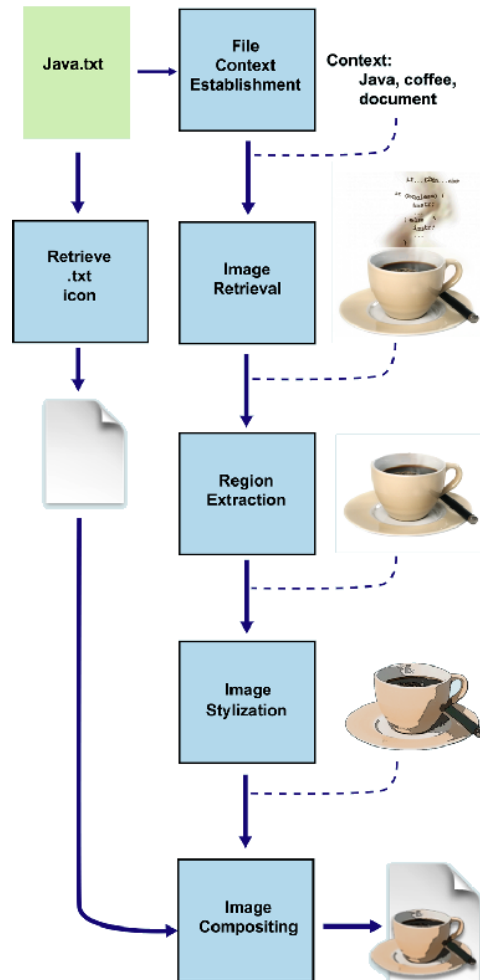 Java.txt
File
Context
Establishment
Context:
Java, coffee,
document
Retrieve
.txt
icon
Image
Retrieval
Region
Extraction
Image
Stylization
Image
Compositing